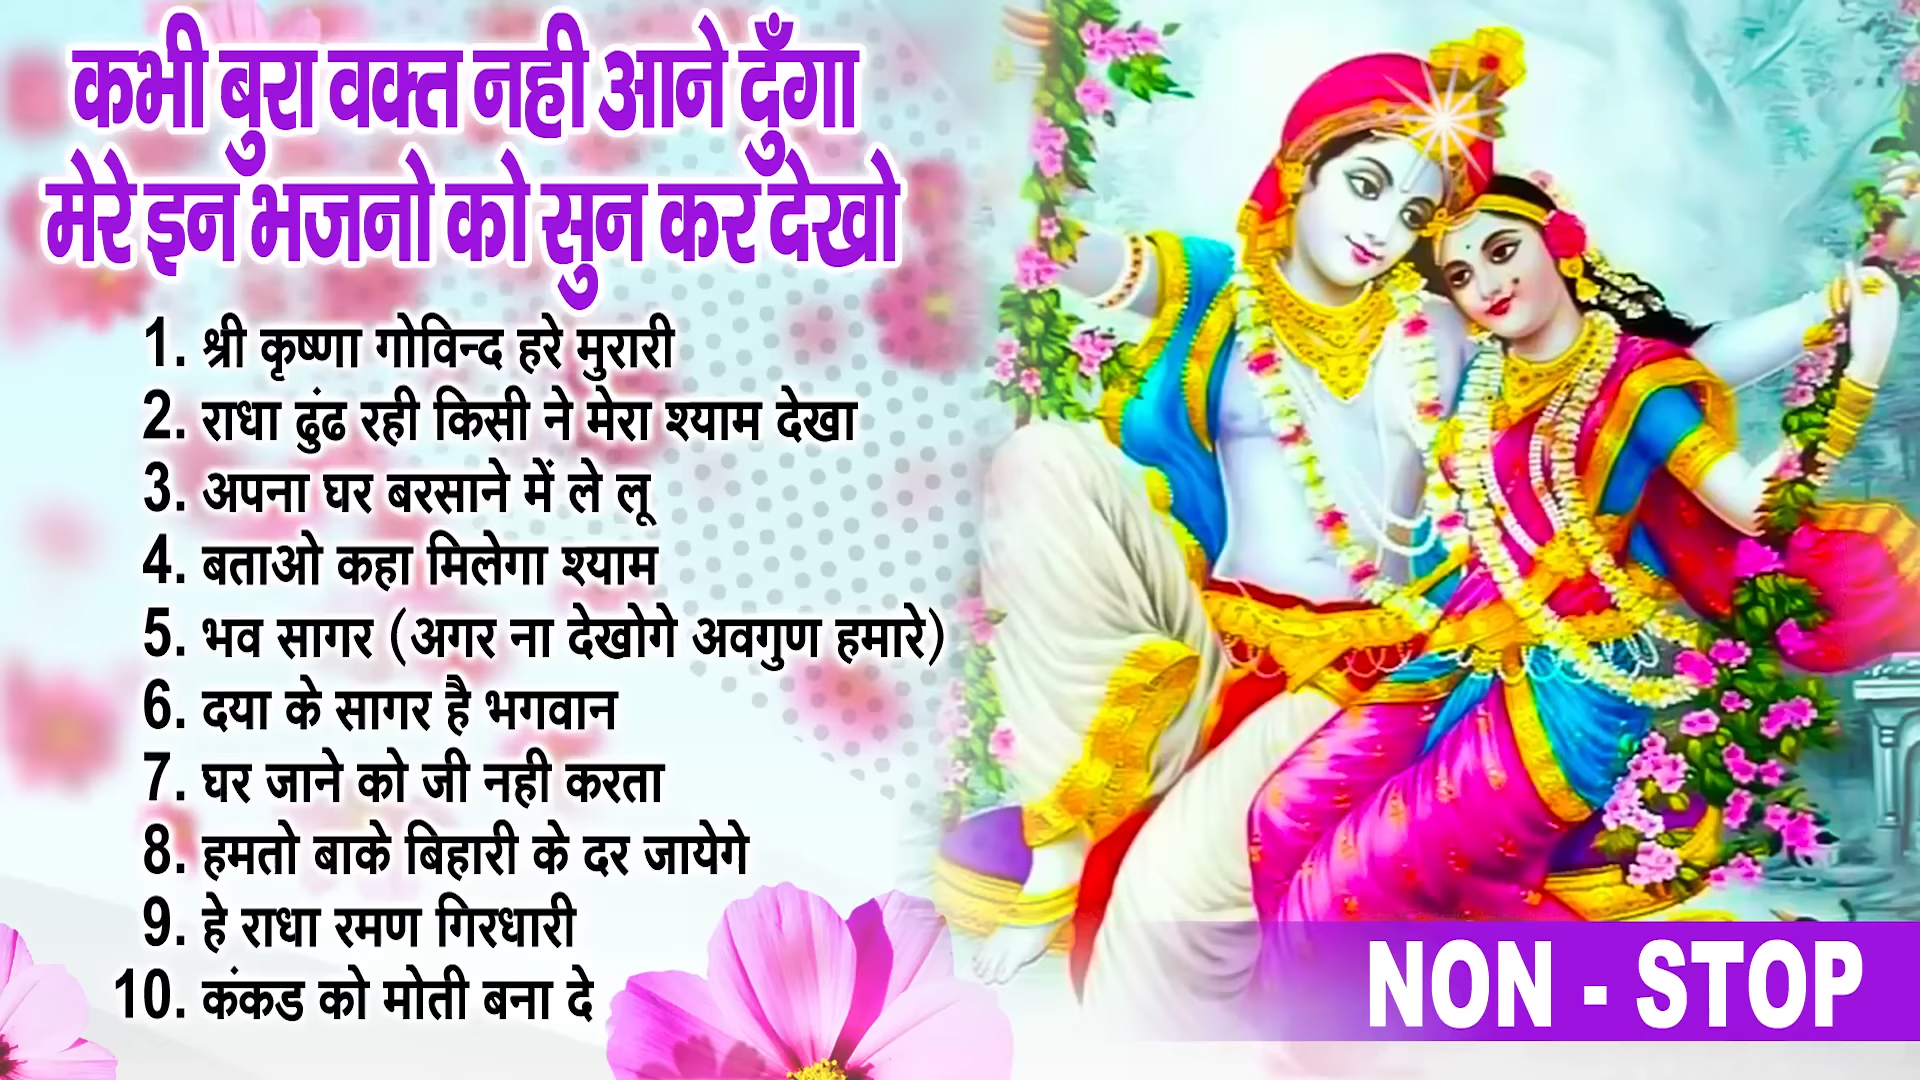 कभी बुरा वक्त नही आने दुँगा
मेरे इन भजनो को सुन कर देखो
1. श्री कृष्णा गोविन्द हरे मुरारी
2. राधा ढुंढ रही किसी ने मेरा श्याम देखा
3. अपना घर बरसाने में ले लू
4. बताओ कहा मिलेगा श्याम
5. भव सागर (अगर ना देखोगे अवगुण हमारे)
6. दया के सागर है भगवान
7. घर जाने को जी नही करता
8. हमतो बाके बिहारी के दर जायेगे
9. हे राधा रमण गिरधारी
10. कंकड को मोती बना दे
NON - STOP